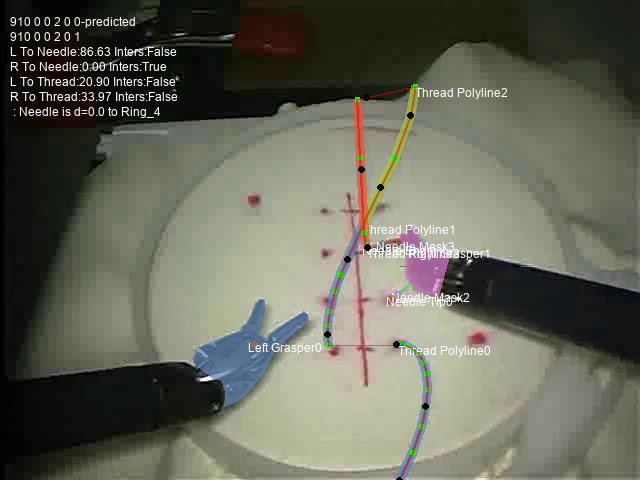 910 0 0 2 0 0-predicted
910 0 0 2 0 1
L To Needle:86.63 Inters:False
R To Needle:0.00 Inters:True
L To Thread:20.90 Inters:False
R To Thread:33.97 Inters:False
: Needle is d=0.0 to Ring_4
Thread Polyline2
Thread Polyline1
Needle Mask3
Needle Mask2
Needle Tip0
Left Grasper0
Thread Polyline0